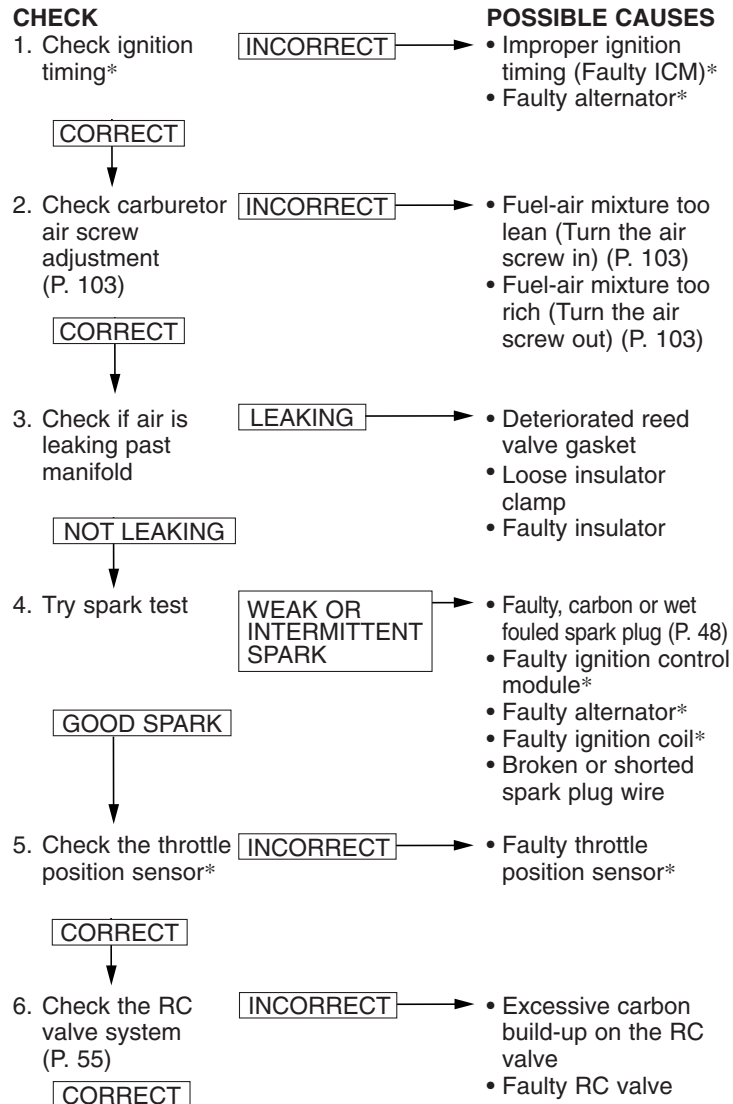 CHECK
POSSIBLE CAUSES
1. Check ignition
timing*
INCORRECT
• Improper ignition
timing (Faulty ICM)*
• Faulty alternator*
CORRECT
2. Check carburetor
air screw
adjustment
(P. 103)
INCORRECT
• Fuel-air mixture too
lean (Turn the air
screw in) (P. 103)
• Fuel-air mixture too
rich (Turn the air
screw out) (P. 103)
CORRECT
3. Check if air is
leaking past
manifold
LEAKING
• Deteriorated reed
valve gasket
• Loose insulator
clamp
• Faulty insulator
NOT LEAKING
4. Try spark test
WEAK OR
INTERMITTENT
SPARK
• Faulty, carbon or wet
fouled spark plug (P. 48)
• Faulty ignition control
module*
• Faulty alternator*
• Faulty ignition coil*
• Broken or shorted
spark plug wire
GOOD SPARK
5. Check the throttle
position sensor*
INCORRECT
• Faulty throttle
position sensor*
CORRECT
6. Check the RC
valve system
(P. 55)
INCORRECT
• Excessive carbon
build-up on the RC
valve
• Faulty RC valve
CORRECT